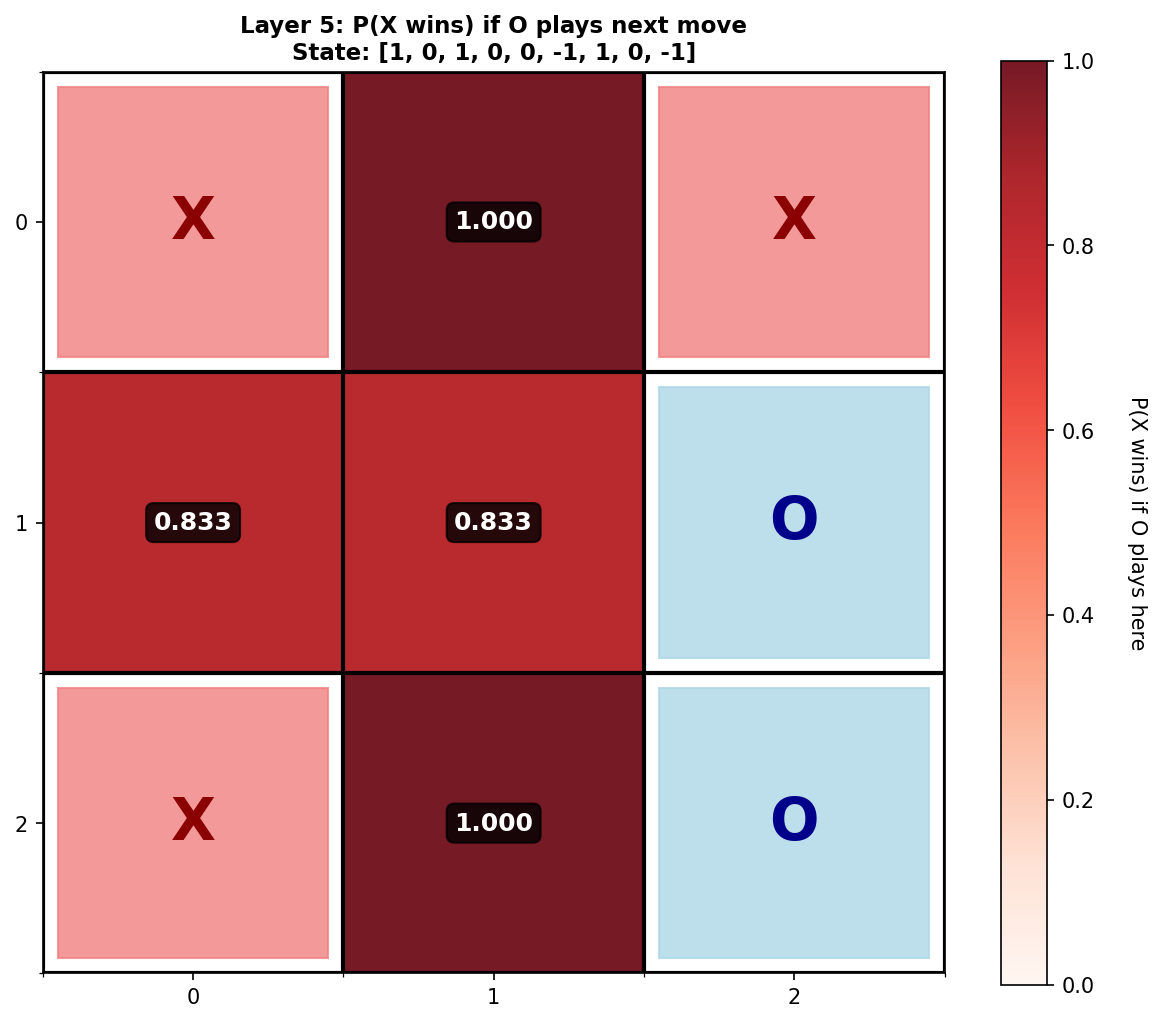 Layer 5: P(X wins) if O plays next move
State: [1, 0, 1, 0, 0, -1, 1, 0, -1]
0
X
1.000
X
1
0.833
0.833
O
2
X
1.000
O
0
1
2
1.0
0.8
0.6
0.4
0.2
0.0
P(X wins) if O plays here